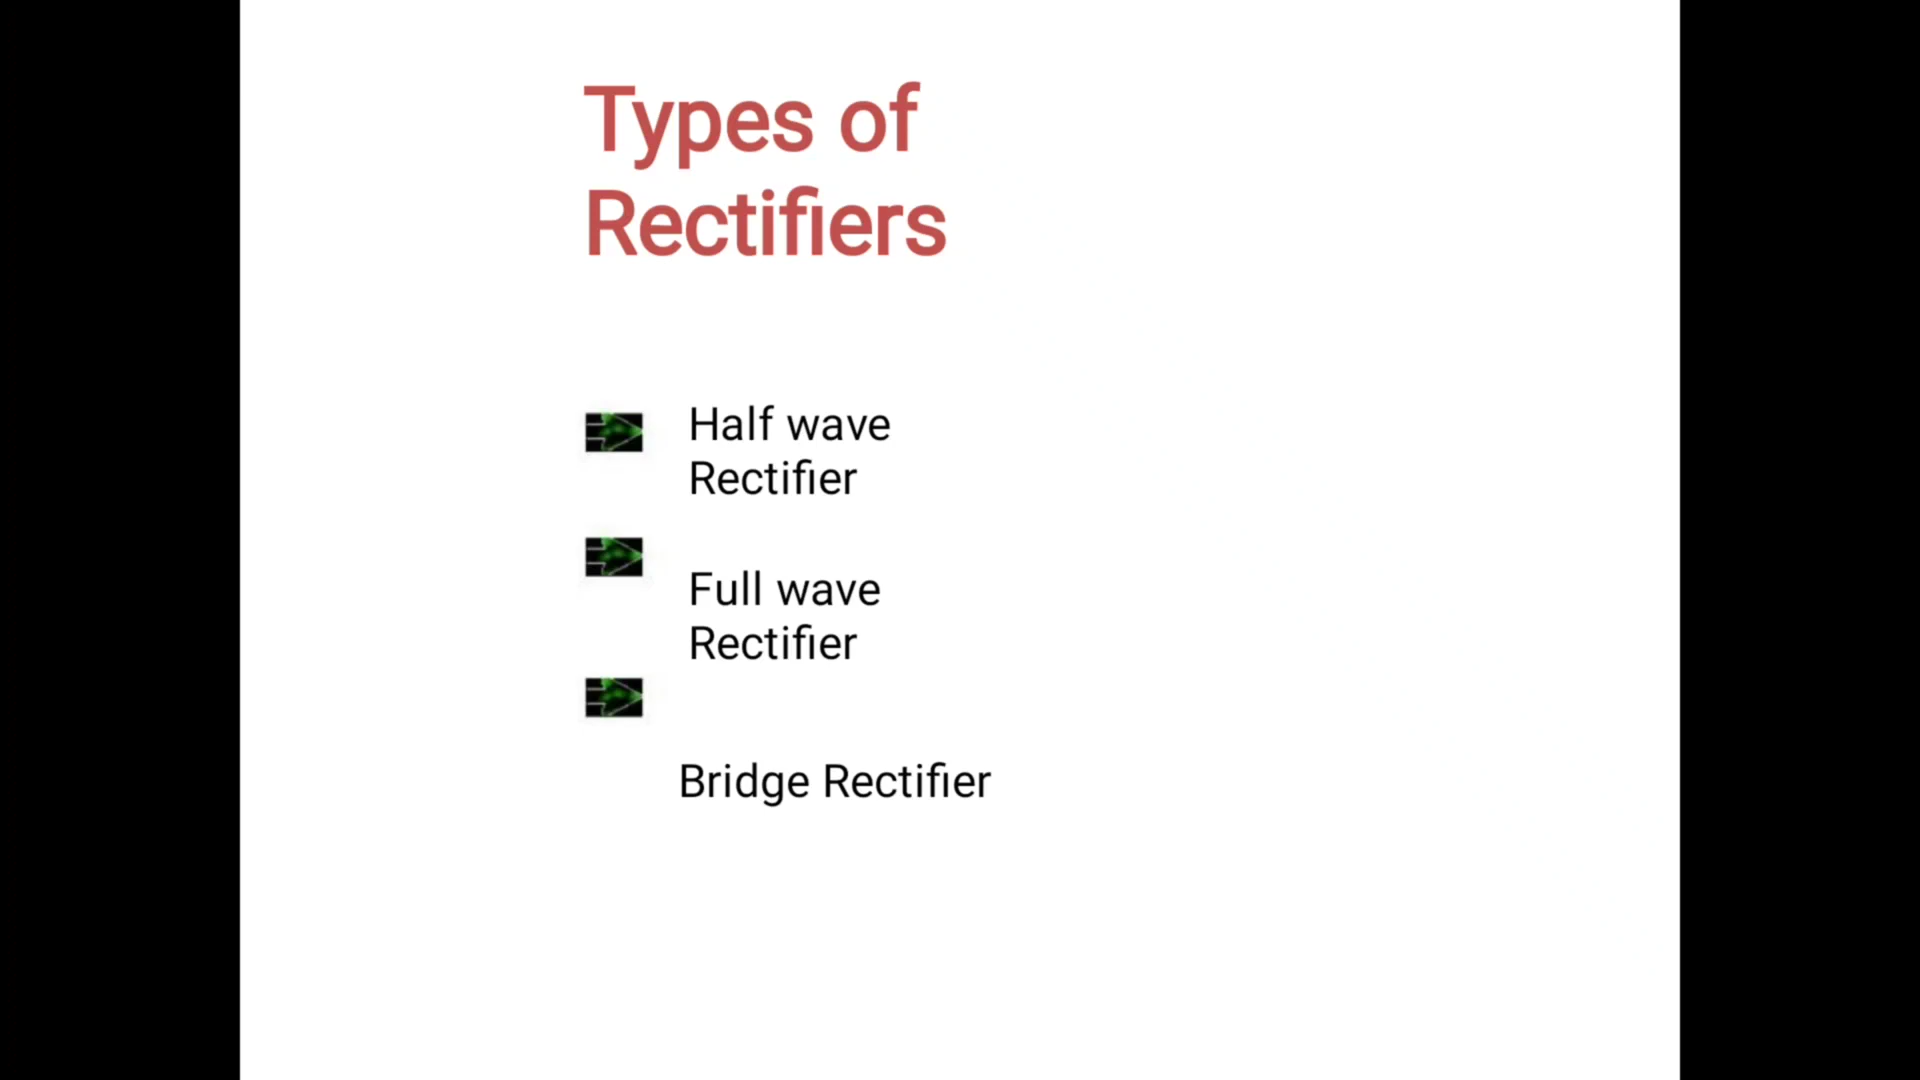 Types of
Rectifiers
Half wave
Rectifier
Full wave
Rectifier
Bridge Rectifier